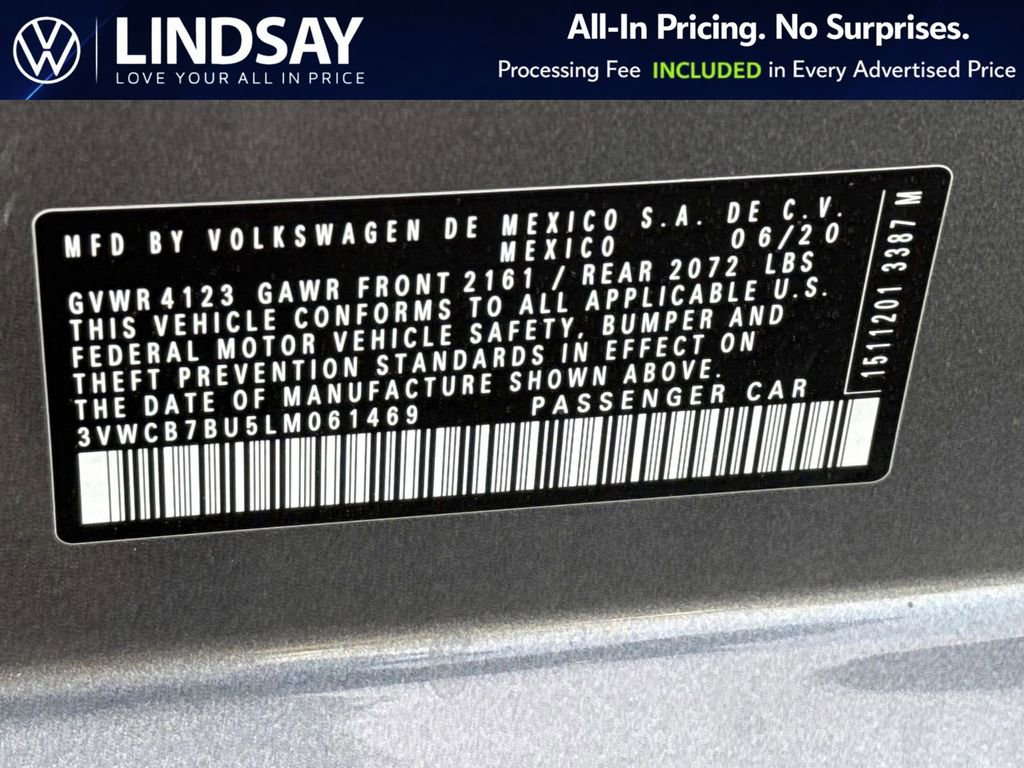 LINDSAY
LOVE YOUR ALL IN PRICE
All-In Pricing. No Surprises.
Processing Fee INCLUDED in Every Advertised Price
MFD BY VOLKSWAGEN DE MEXICO S.A. DE C.V.
MEXICO 06/20
GVWR 4123 GAWR FRONT 2161 / REAR 2072 LBS
THIS VEHICLE CONFORMS TO ALL APPLICABLE U.S.
FEDERAL MOTOR VEHICLE SAFETY, BUMPER AND
THEFT PREVENTION STANDARDS IN EFFECT ON
THE DATE OF MANUFACTURE SHOWN ABOVE.
3VWCB7BU5LM061469 PASSENGER CAR
1511201 3387 M